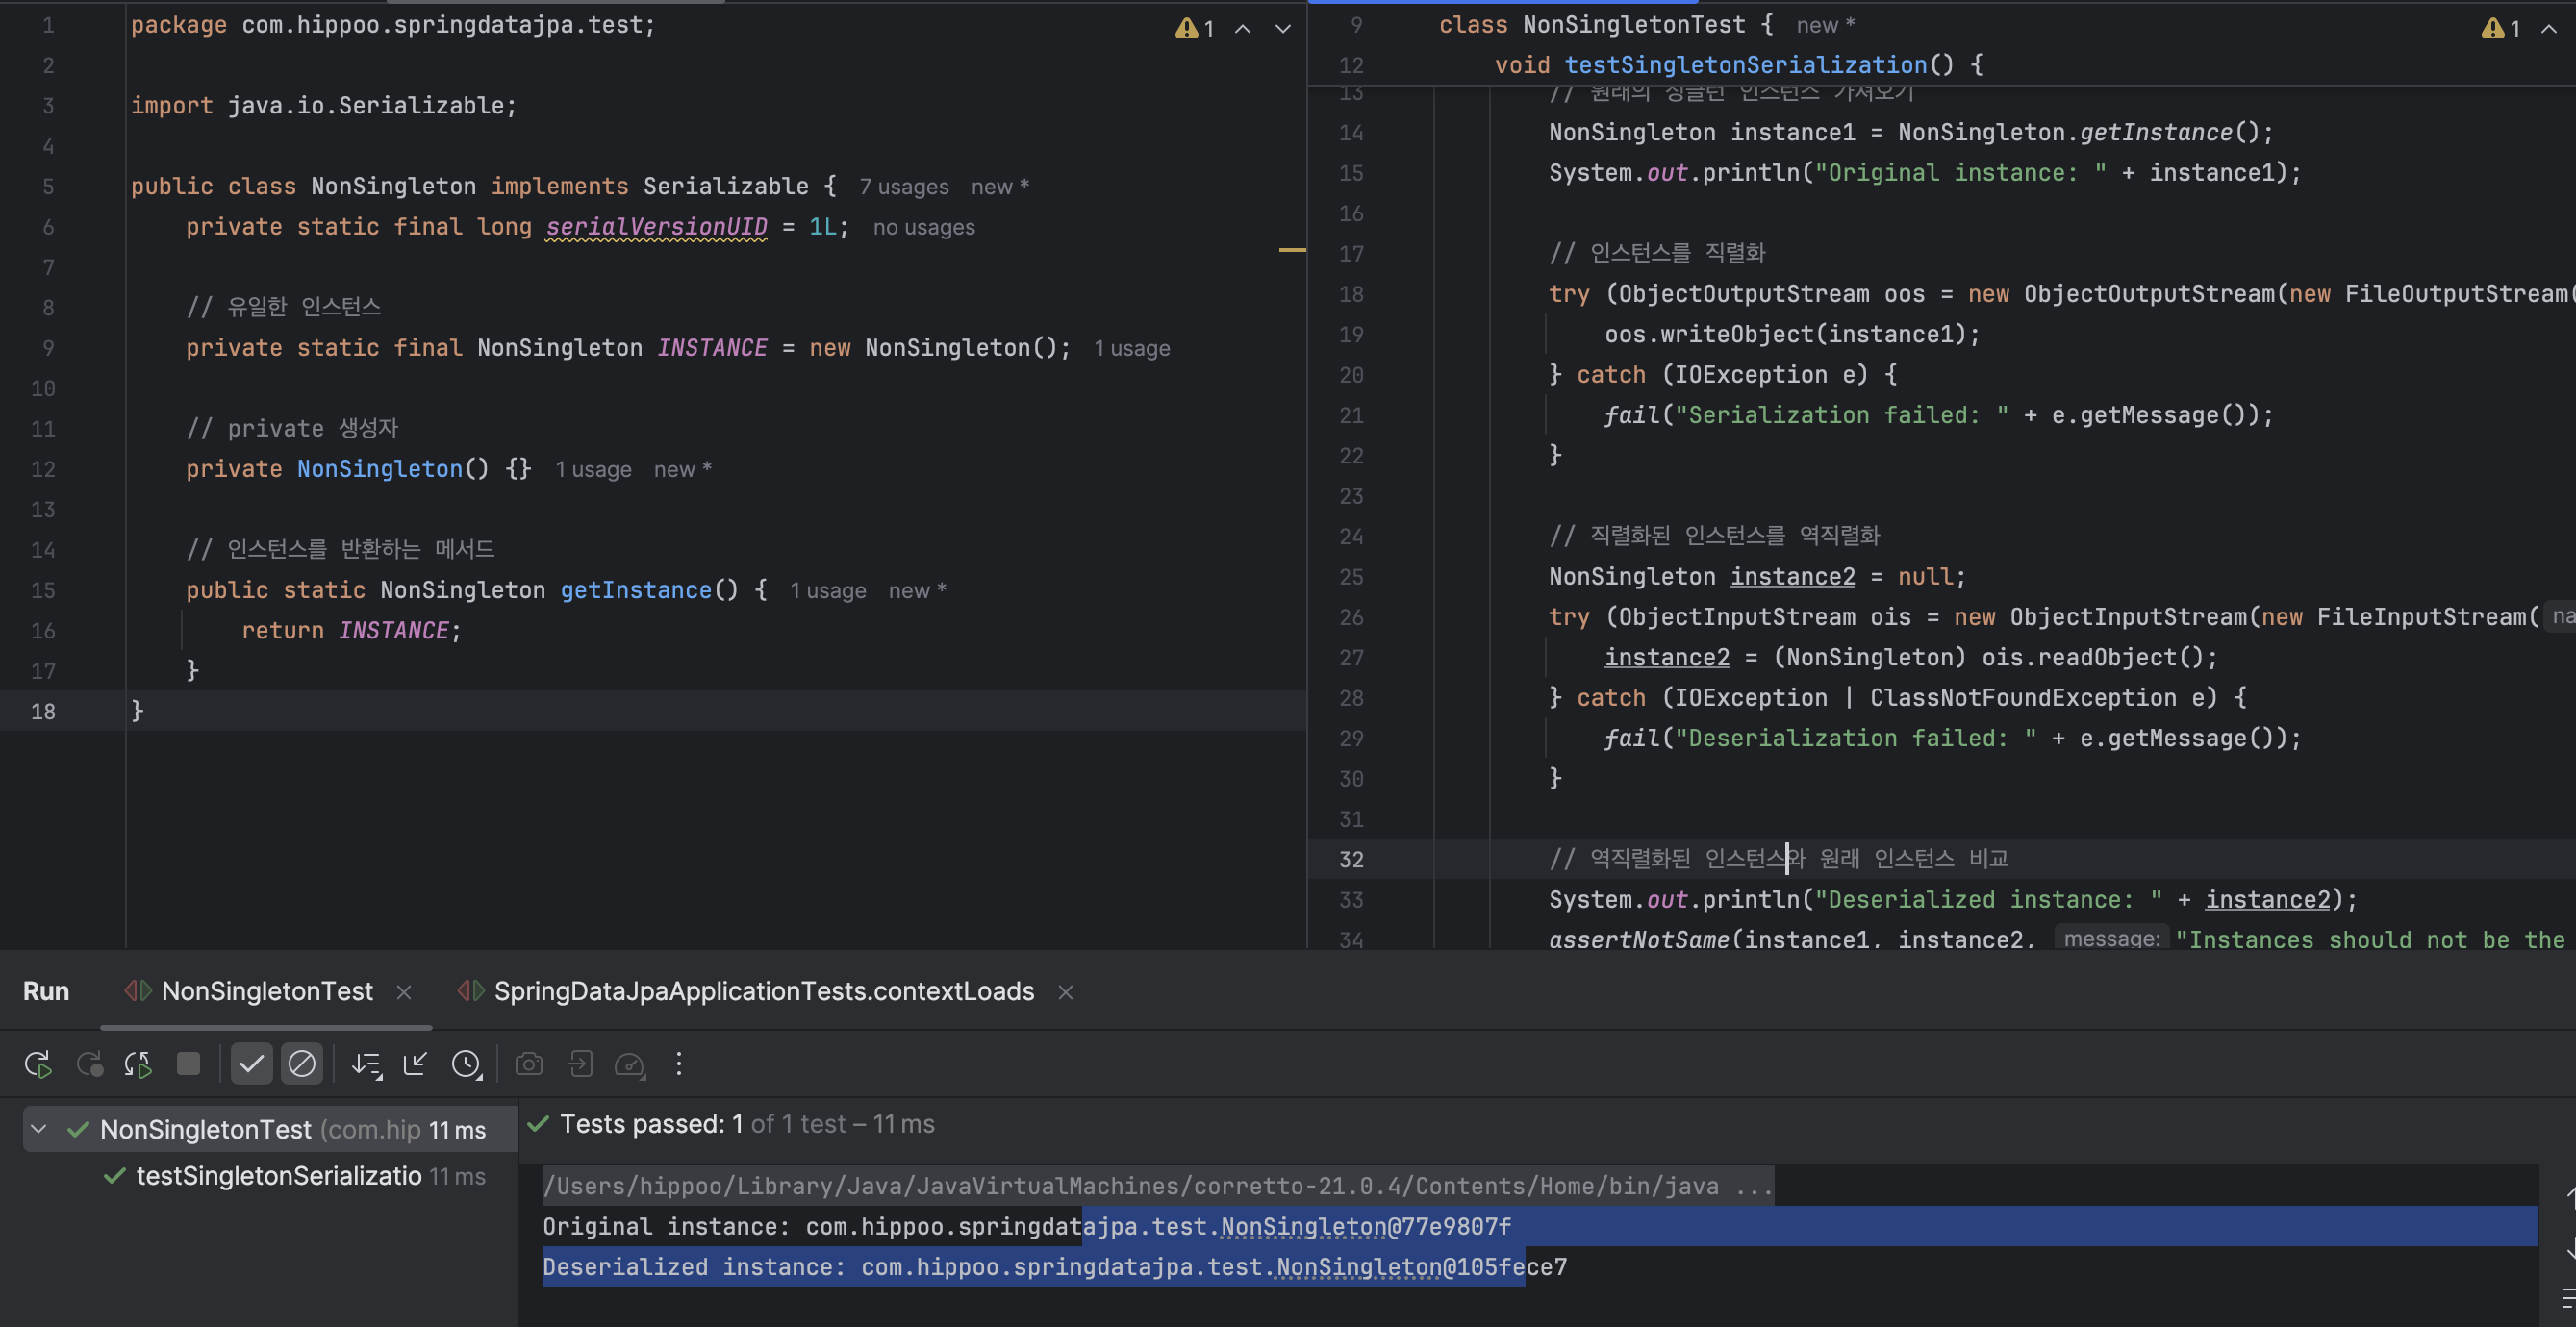 1 package com.hippoo.springdatajpa.test;
2
3 import java.io.Serializable;
4
5 public class NonSingleton implements Serializable { 7 usages new *
6 private static final long serialVersionUID = 1L; no usages
7
8 // 유일한 인스턴스
9 private static final NonSingleton INSTANCE = new NonSingleton(); 1 usage
10
11 // private 생성자
12 private NonSingleton() {} 1 usage new *
13
14 // 인스턴스를 반환하는 메서드
15 public static NonSingleton getInstance() { 1 usage new *
16 return INSTANCE;
17 }
18 }
1
9 class NonSingletonTest { new *
1
12 void testSingletonSerialization() {
13 // 원래의 싱글턴 인스턴스 가져오기
14 NonSingleton instance1 = NonSingleton.getInstance();
15 System.out.println("Original instance: " + instance1);
16
17 // 인스턴스를 직렬화
18 try (ObjectOutputStream oos = new ObjectOutputStream(new FileOutputStream(
19 oos.writeObject(instance1);
20 } catch (IOException e) {
21 fail("Serialization failed: " + e.getMessage());
22 }
23
24 // 직렬화된 인스턴스를 역직렬화
25 NonSingleton instance2 = null;
26 try (ObjectInputStream ois = new ObjectInputStream(new FileInputStream( na
27 instance2 = (NonSingleton) ois.readObject();
28 } catch (IOException | ClassNotFoundException e) {
29 fail("Deserialization failed: " + e.getMessage());
30 }
31
32 // 역직렬화된 인스턴스와 원래 인스턴스 비교
33 System.out.println("Deserialized instance: " + instance2);
34 assertNotSame(instance1, instance2, message: "Instances should not be the
Run NonSingletonTest SpringDataJpaApplicationTests.contextLoads
NonSingletonTest (com.hip 11 ms
testSingletonSerializatio 11 ms
Tests passed: 1 of 1 test – 11 ms
/Users/hippoo/Library/Java/JavaVirtualMachines/corretto-21.0.4/Contents/Home/bin/java ...
Original instance: com.hippoo.springdatajpa.test.NonSingleton@77e9807f
Deserialized instance: com.hippoo.springdatajpa.test.NonSingleton@105fece7